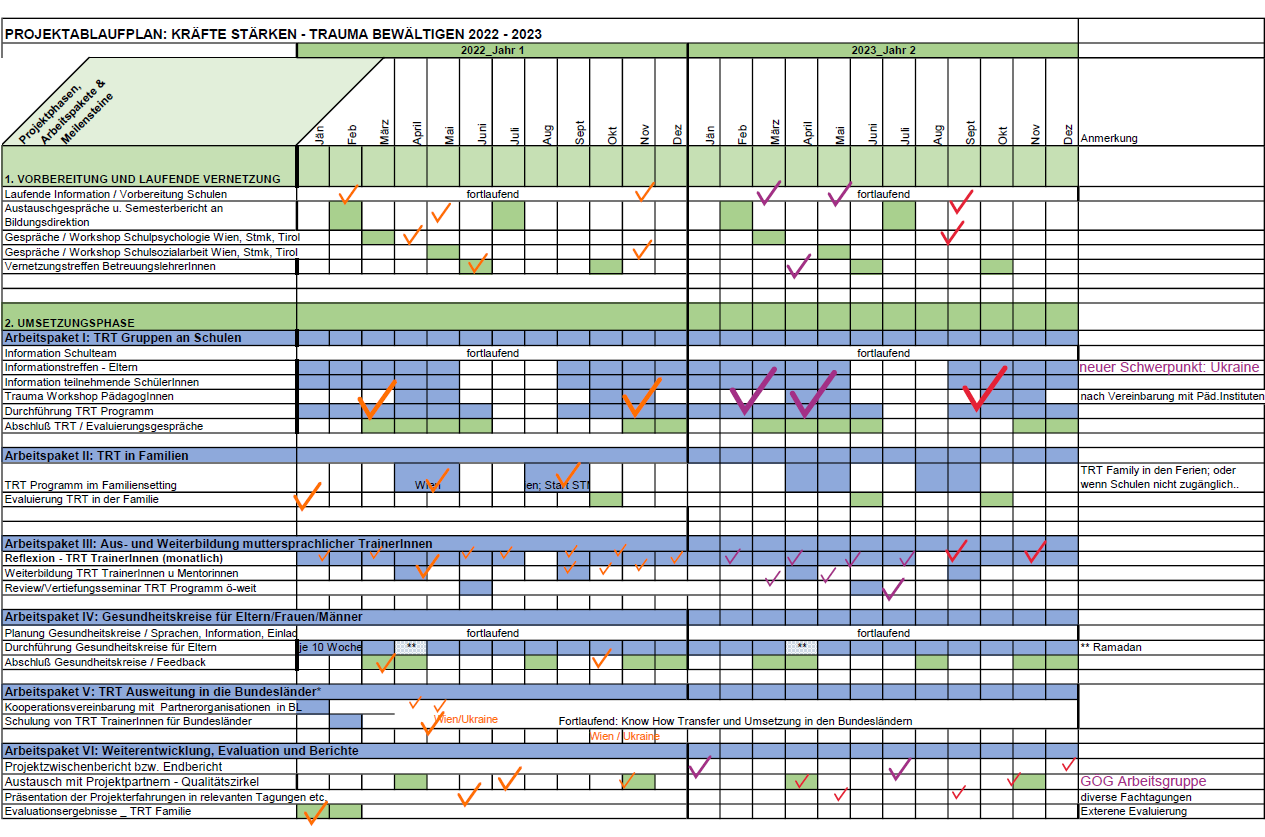 PROJEKTABLAUFPLAN: KRÄFTE STÄRKEN - TRAUMA BEWÄLTIGEN 2022 - 2023
2022_Jahr 1 2023_Jahr 2
Projektphasen,
Arbeitspakete &
Meilensteine
Jän Feb März April Mai Juni Juli Aug Sept Okt Nov Dez Jän Feb März April Mai Juni Juli Aug Sept Okt Nov Dez Anmerkung
1. VORBEREITUNG UND LAUFENDE VERNETZUNG
Laufende Information / Vorbereitung Schulen fortlaufend fortlaufend
Austauschgespräche u. Semesterbericht an
Bildungsdirektion
Gespräche / Workshop Schulpsychologie Wien, Stmk, Tirol
Gespräche / Workshop Schulsozialarbeit Wien, Stmk, Tirol
Vernetzungstreffen BetreuungslehrerInnen
2. UMSETZUNGSPHASE
Arbeitspaket I: TRT Gruppen an Schulen
Information Schulteam fortlaufend fortlaufend
Informationstreffen - Eltern neuer Schwerpunkt: Ukraine
Information teilnehmende SchülerInnen
Trauma Workshop PädagogInnen nach Vereinbarung mit Päd.Instituten
Durchführung TRT Programm
Abschluß TRT / Evaluierungsgespräche
Arbeitspaket II: TRT in Familien
TRT Family in den Ferien; oder
TRT Programm im Familiensetting Wien en; Start STM wenn Schulen nicht zugänglich..
Evaluierung TRT in der Familie
Arbeitspaket III: Aus- und Weiterbildung muttersprachlicher TrainerInnen
Reflexion - TRT TrainerInnen (monatlich)
Weiterbildung TRT TrainerInnen u Mentorinnen
Review/Vertiefungsseminar TRT Programm ö-weit
Arbeitspaket IV: Gesundheitskreise für Eltern/Frauen/Männer
Planung Gesundheitskreise / Sprachen, Information, Einlad fortlaufend fortlaufend
Durchführung Gesundheitskreise für Eltern je 10 Woche ** ** ** Ramadan
Abschluß Gesundheitskreise / Feedback
Arbeitspaket V: TRT Ausweitung in die Bundesländer*
Kooperationsvereinbarung mit Partnerorganisationen in BL
Schulung von TRT TrainerInnen für Bundesländer Wien/Ukraine Fortlaufend: Know How Transfer und Umsetzung in den Bundesländern
Wien / Ukraine
Arbeitspaket VI: Weiterentwicklung, Evaluation und Berichte
Projektzwischenbericht bzw. Endbericht
Austausch mit Projektpartnern - Qualitätszirkel GÖG Arbeitsgruppe
Präsentation der Projekterfahrungen in relevanten Tagungen etc. diverse Fachtagungen
Evaluationsergebnisse _ TRT Familie Exterene Evaluierung